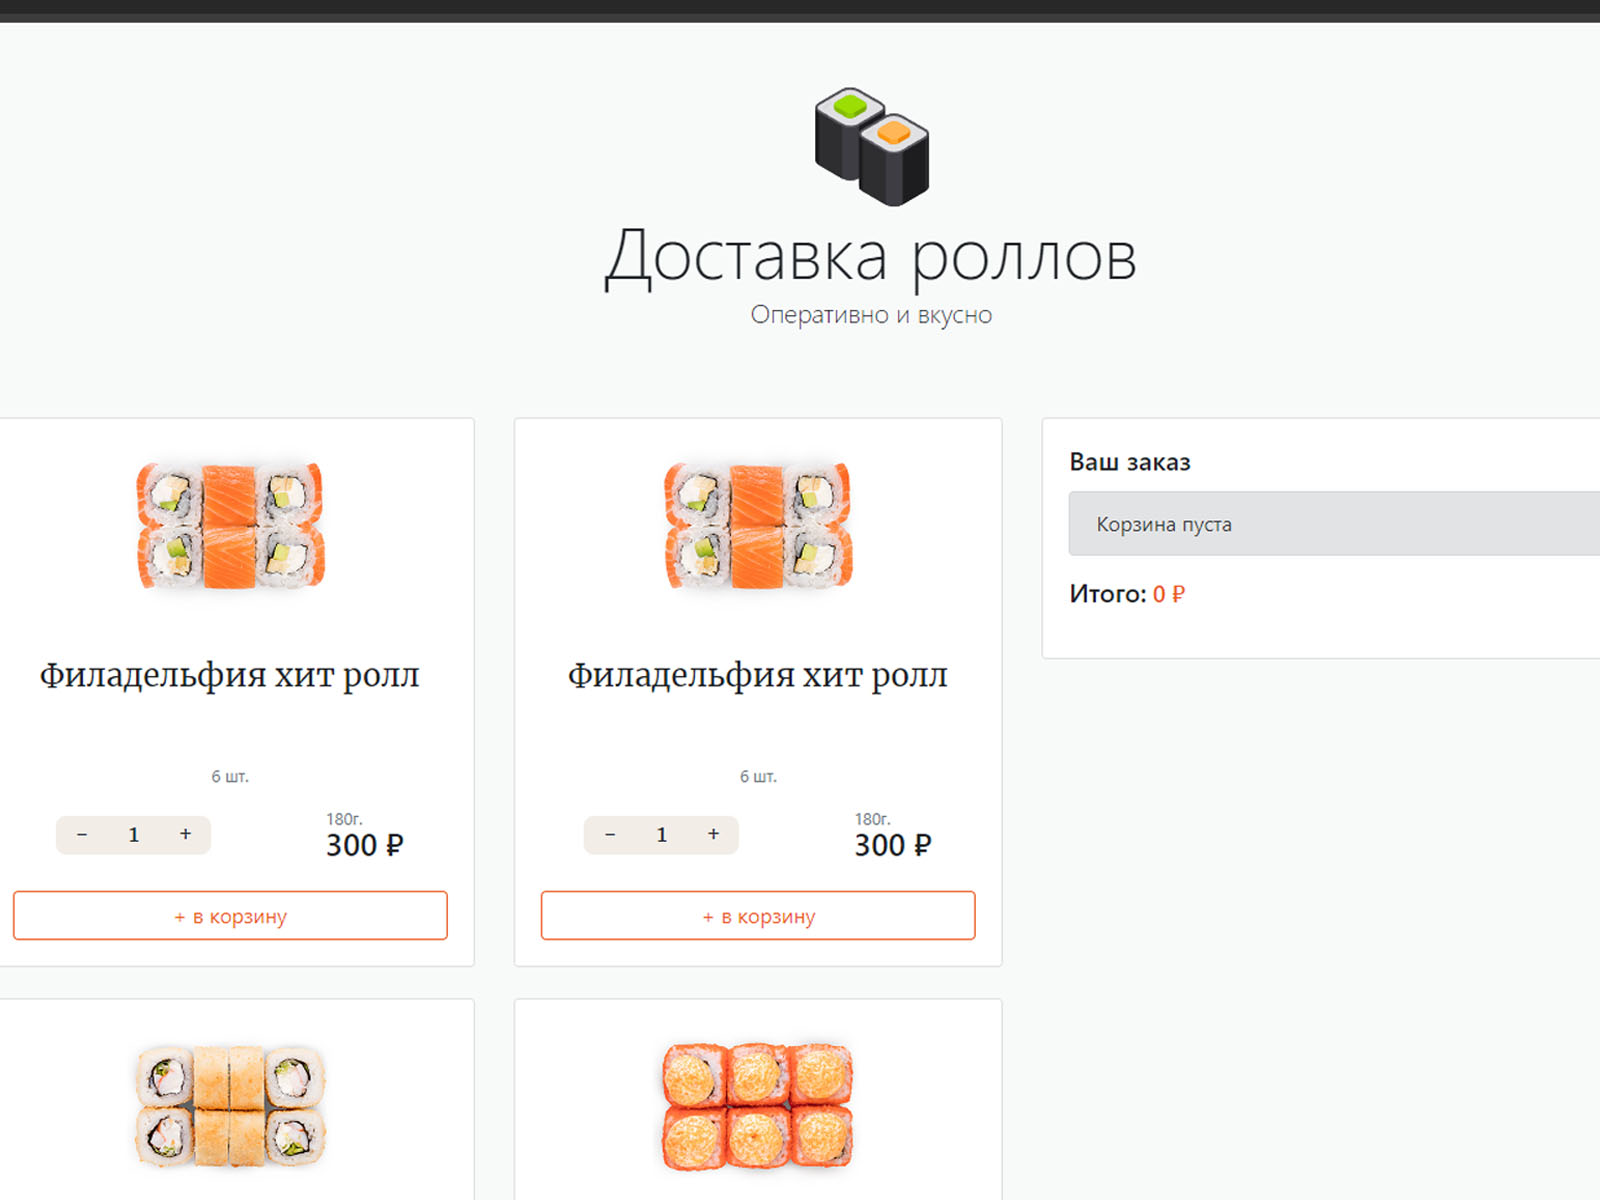 Доставка роллов
Оперативно и вкусно
Филадельфия хит ролл
6 шт.
− 1 +
180г.
300 ₽
+ в корзину
Филадельфия хит ролл
6 шт.
− 1 +
180г.
300 ₽
+ в корзину
Ваш заказ
Корзина пуста
Итого: 0 ₽